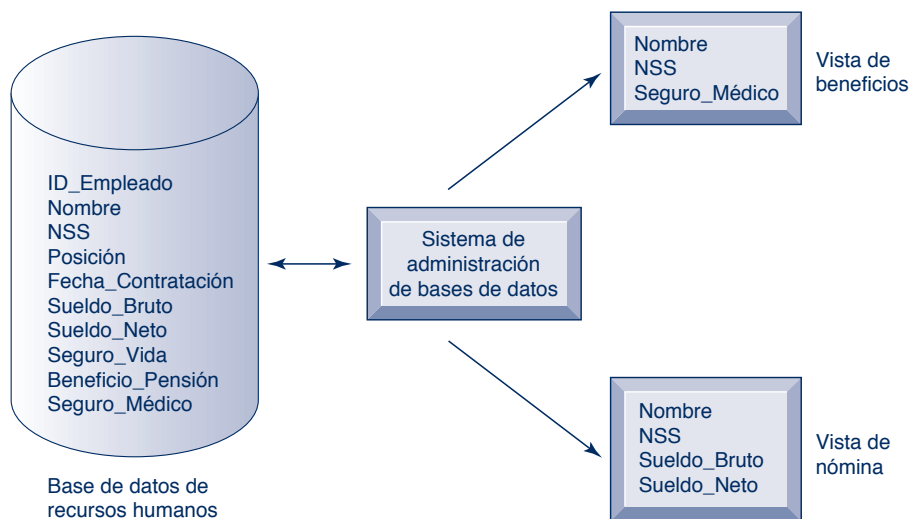 ID_Empleado
Nombre
NSS
Posición
Fecha_Contratación
Sueldo_Bruto
Sueldo_Neto
Seguro_Vida
Beneficio_Pensión
Seguro_Médico
Base de datos de
recursos humanos
Sistema de
administración
de bases de datos
Nombre
NSS
Seguro_Médico
Vista de
beneficios
Nombre
NSS
Sueldo_Bruto
Sueldo_Neto
Vista de
nómina